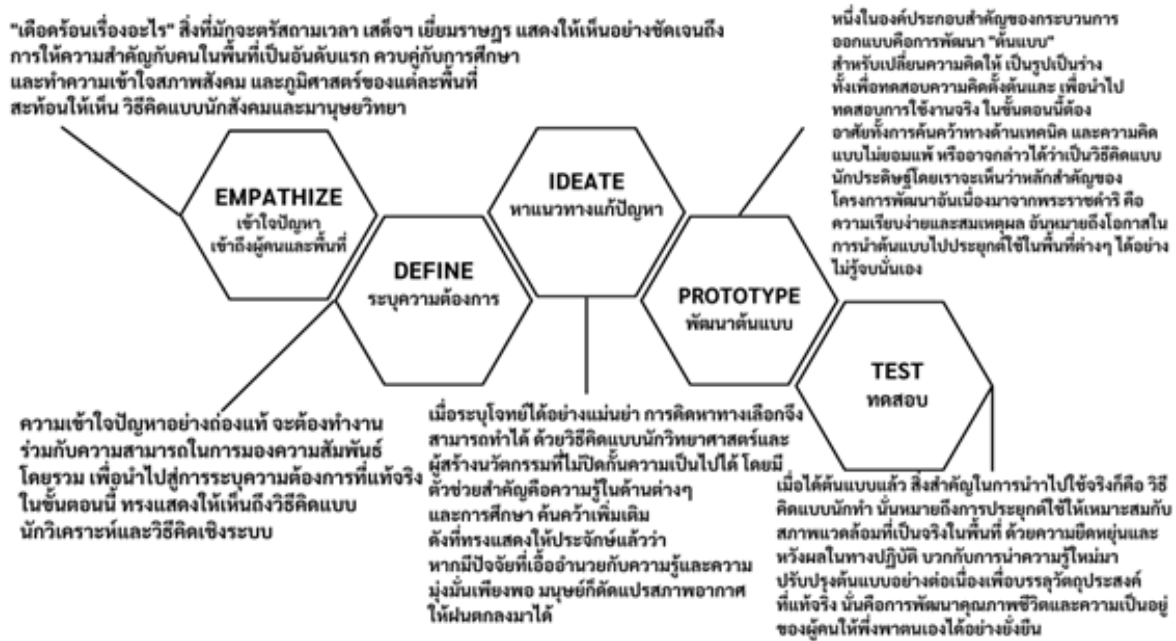 "เดือดร้อนเรื่องอะไร" สิ่งที่มักจะตรัสถามเวลา เสด็จฯ เยี่ยมราษฎร แสดงให้เห็นอย่างชัดเจนถึง
การให้ความสำคัญกับคนในพื้นที่เป็นอันดับแรก ควบคู่กับการศึกษา
และทำความเข้าใจสภาพสังคม และภูมิศาสตร์ของแต่ละพื้นที่
สะท้อนให้เห็น วิธีคิดแบบนักสังคมและมานุษยวิทยา
EMPATHIZE
เข้าใจปัญหา
เข้าถึงผู้คนและพื้นที่
DEFINE
ระบุความต้องการ
ความเข้าใจปัญหาอย่างถ่องแท้ จะต้องทำงาน
ร่วมกับความสามารถในการมองความสัมพันธ์
โดยรวม เพื่อนำไปสู่การระบุความต้องการที่แท้จริง
ในขั้นตอนนี้ ทรงแสดงให้เห็นถึงวิธีคิดแบบ
นักวิเคราะห์และวิธีคิดเชิงระบบ
IDEATE
หาแนวทางแก้ปัญหา
เมื่อระบุโจทย์ได้อย่างแม่นยำ การคิดหาทางเลือกจึง
สามารถทำได้ ด้วยวิธีคิดแบบนักวิทยาศาสตร์และ
ผู้สร้างนวัตกรรมที่ไม่ปิดกั้นความเป็นไปได้ โดยมี
ตัวช่วยสำคัญคือความรู้ในด้านต่างๆ
และการศึกษา ค้นคว้าเพิ่มเติม
ดังที่ทรงแสดงให้ประจักษ์แล้วว่า
หากมีปัจจัยที่เอื้ออำนวยกับความรู้และความ
มุ่งมั่นเพียงพอ มนุษย์ก็ดัดแปรสภาพอากาศ
ให้ฝนตกลงมาได้
PROTOTYPE
พัฒนาต้นแบบ
หนึ่งในองค์ประกอบสำคัญของกระบวนการ
ออกแบบคือการพัฒนา "ต้นแบบ"
สำหรับเปลี่ยนความคิดให้ เป็นรูปเป็นร่าง
ทั้งเพื่อทดสอบความคิดตั้งต้นและ เพื่อนำไป
ทดสอบการใช้งานจริง ในขั้นตอนนี้ต้อง
อาศัยทั้งการค้นคว้าทางด้านเทคนิค และความคิด
แบบไม่ยอมแพ้ หรืออาจกล่าวได้ว่าเป็นวิธีคิดแบบ
นักประดิษฐ์โดยเราจะเห็นว่าหลักสำคัญของ
โครงการพัฒนาอันเนื่องมาจากพระราชดำริ คือ
ความเรียบง่ายและสมเหตุผล อันหมายถึงโอกาสใน
การนำต้นแบบไปประยุกต์ใช้ในพื้นที่ต่างๆ ได้อย่าง
ไม่รู้จบนั่นเอง
TEST
ทดสอบ
เมื่อได้ต้นแบบแล้ว สิ่งสำคัญในการนำาไปใช้จริงก็คือ วิธี
คิดแบบนักทำ นั่นหมายถึงการประยุกต์ใช้ให้เหมาะสมกับ
สภาพแวดล้อมที่เป็นจริงในพื้นที่ ด้วยความยืดหยุ่นและ
หวังผลในทางปฏิบัติ บวกกับการนำความรู้ใหม่มา
ปรับปรุงต้นแบบอย่างต่อเนื่องเพื่อบรรลุวัตถุประสงค์
ที่แท้จริง นั่นคือการพัฒนาคุณภาพชีวิตและความเป็นอยู่
ของผู้คนให้พึ่งพาตนเองได้อย่างยั่งยืน